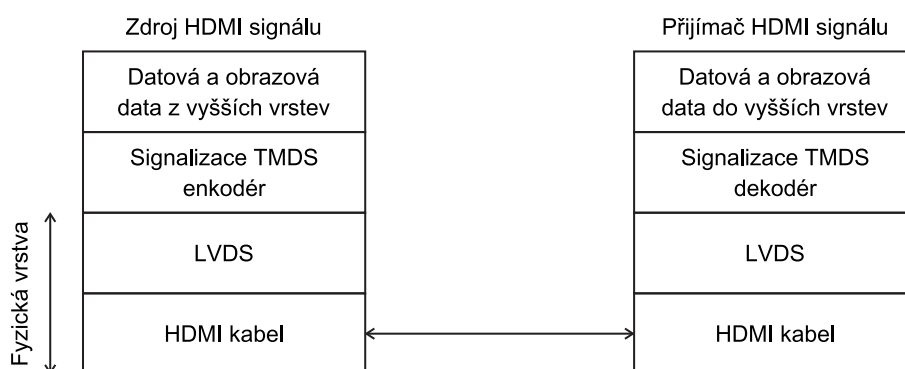 Zdroj HDMI signálu
Datová a obrazová
data z vyšších vrstev
Signalizace TMDS
enkodér
LVDS
HDMI kabel
Fyzická vrstva
Přijímač HDMI signálu
Datová a obrazová
data do vyšších vrstev
Signalizace TMDS
dekodér
LVDS
HDMI kabel